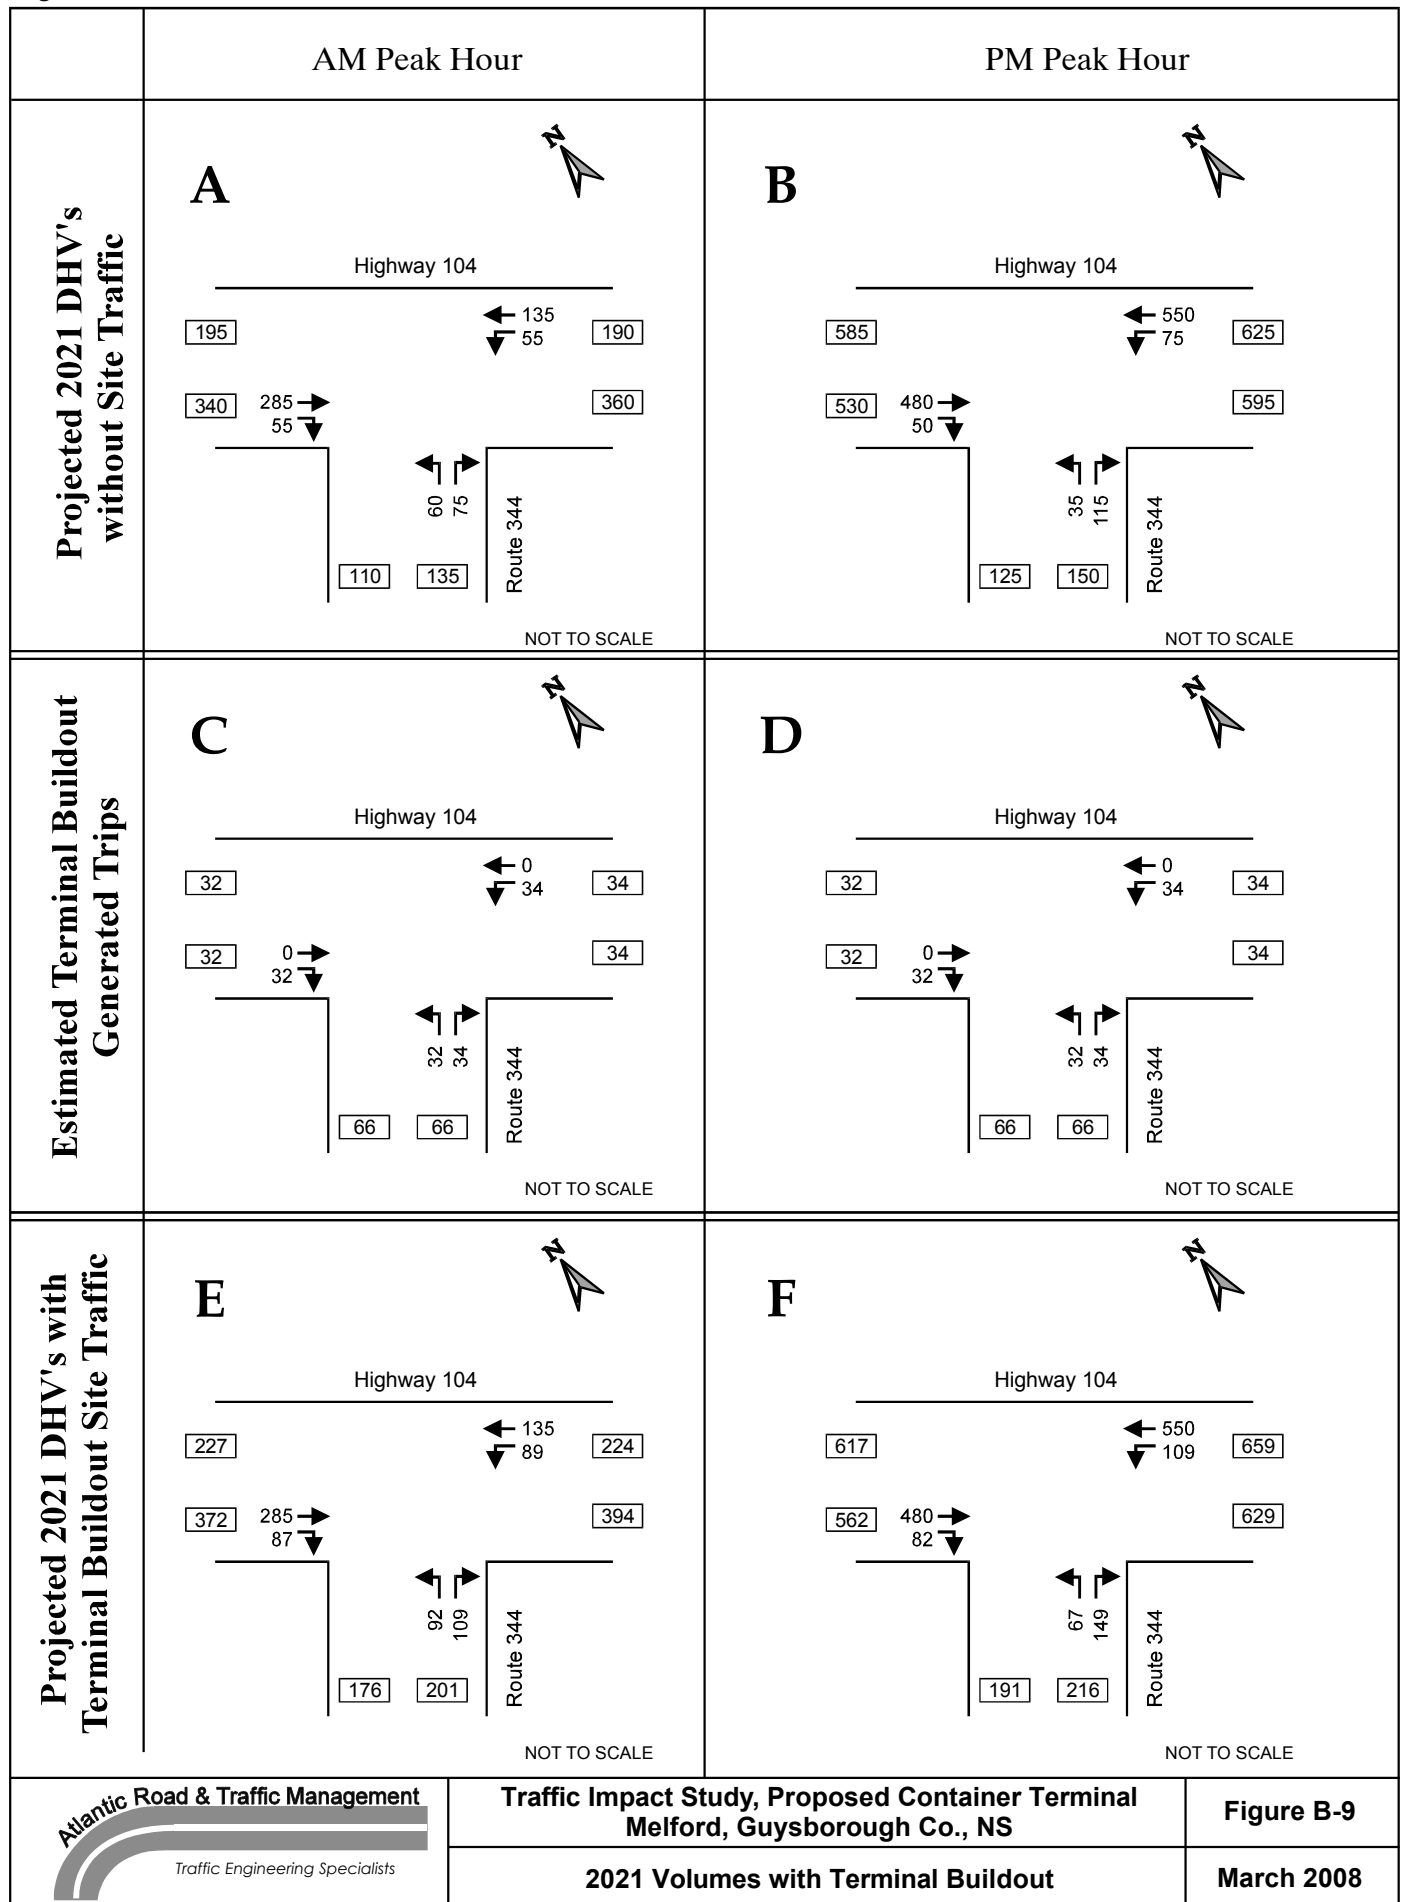 AM Peak Hour
PM Peak Hour
Projected 2021 DHV's
without Site Traffic
A
N
Highway 104
195
135
55
190
340
285
55
360
60
75
Route 344
110
135
NOT TO SCALE
B
N
Highway 104
585
550
75
625
530
480
50
595
35
115
Route 344
125
150
NOT TO SCALE
Estimated Terminal Buildout
Generated Trips
C
N
Highway 104
32
0
34
34
32
0
32
34
32
34
Route 344
66
66
NOT TO SCALE
D
N
Highway 104
32
0
34
34
32
0
32
34
32
34
Route 344
66
66
NOT TO SCALE
Projected 2021 DHV's with
Terminal Buildout Site Traffic
E
N
Highway 104
227
135
89
224
372
285
87
394
92
109
Route 344
176
201
NOT TO SCALE
F
N
Highway 104
617
550
109
659
562
480
82
629
67
149
Route 344
191
216
NOT TO SCALE
Atlantic Road & Traffic Management
Traffic Engineering Specialists
Traffic Impact Study, Proposed Container Terminal
Melford, Guysborough Co., NS
Figure B-9
2021 Volumes with Terminal Buildout
March 2008